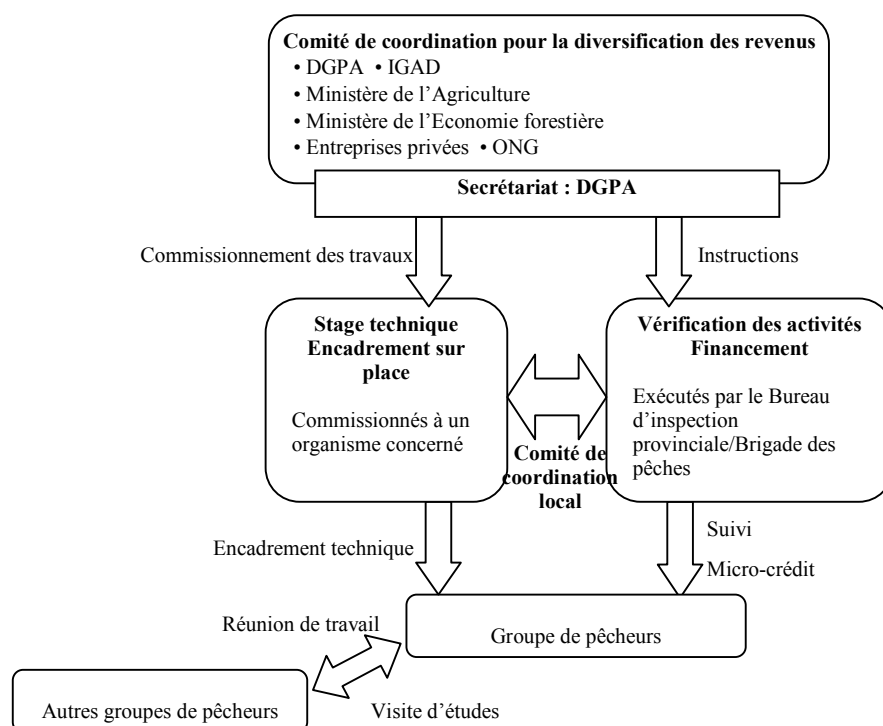 Comité de coordination pour la diversification des revenus
• DGPA • IGAD
• Ministère de l’Agriculture
• Ministère de l’Economie forestière
• Entreprises privées • ONG
Secrétariat : DGPA
Commissionnement des travaux
Instructions
Stage technique
Encadrement sur
place
Commissionnés à un
organisme concerné
Vérification des activités
Financement
Exécutés par le Bureau
d’inspection
provinciale/Brigade des
pêches
Comité de
coordination
local
Encadrement technique
Suivi
Micro-crédit
Réunion de travail
Groupe de pêcheurs
Autres groupes de pêcheurs
Visite d’études